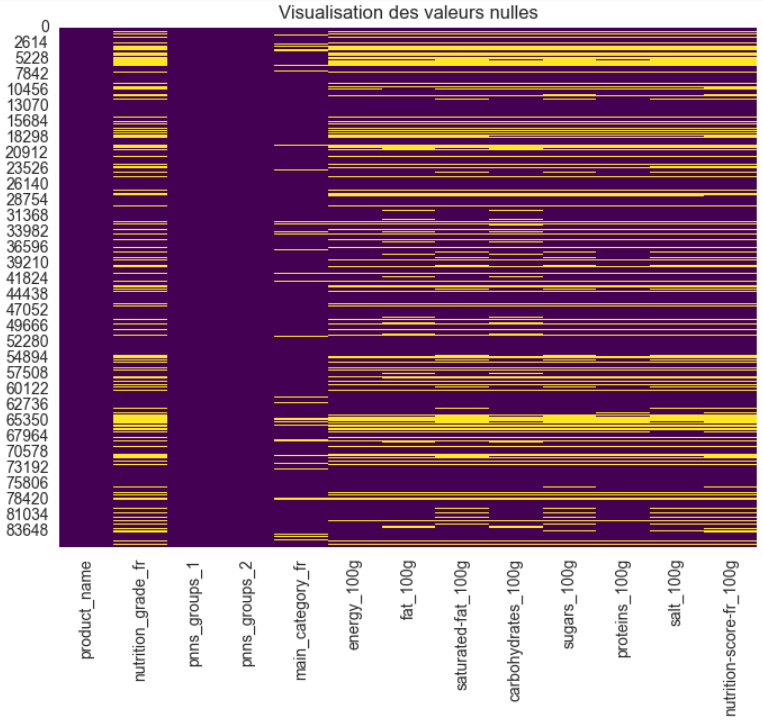 Visualisation des valeurs nulles
0
2614
5228
7842
10456
13070
15684
18298
20912
23526
26140
28754
31368
33982
36596
39210
41824
44438
47052
49666
52280
54894
57508
60122
62736
65350
67964
70578
73192
75806
78420
81034
83648
product_name
nutrition_grade_fr
pnns_groups_1
pnns_groups_2
main_category_fr
energy_100g
fat_100g
saturated-fat_100g
carbohydrates_100g
sugars_100g
proteins_100g
salt_100g
nutrition-score-fr_100g